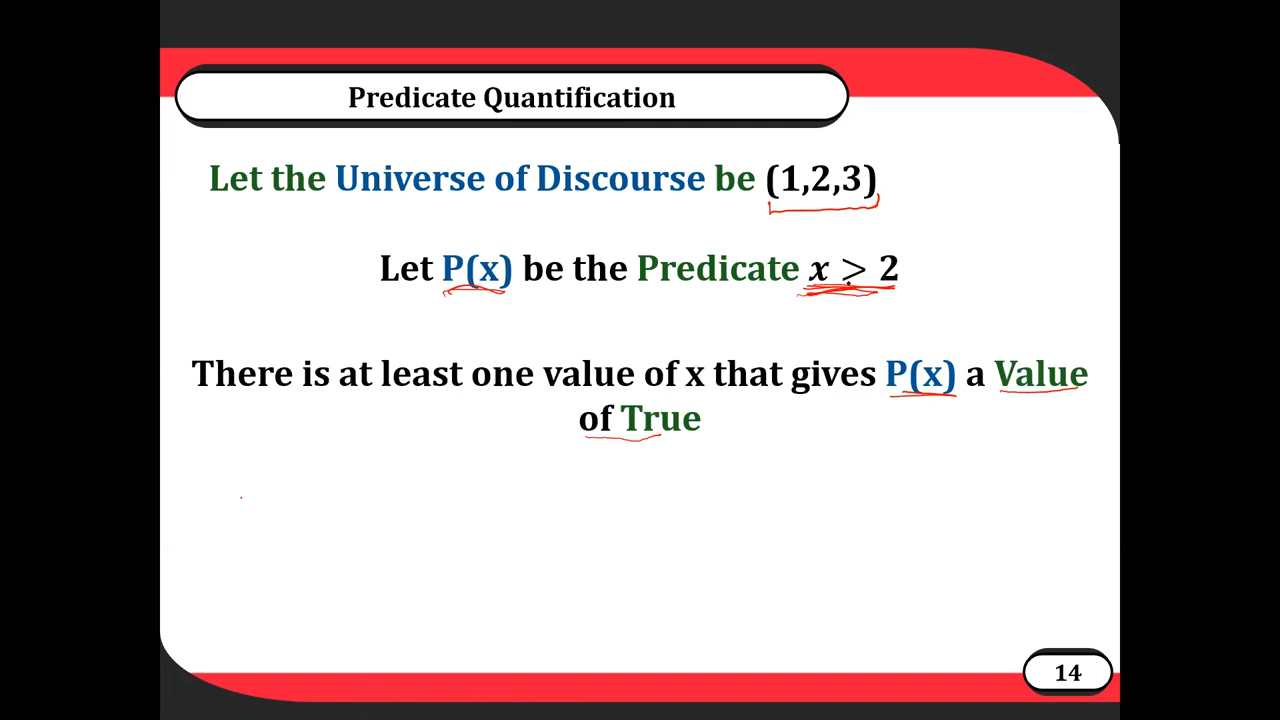 Predicate Quantification
Let the Universe of Discourse be (1,2,3)
Let P(x) be the Predicate x > 2
There is at least one value of x that gives P(x) a Value
of True
14